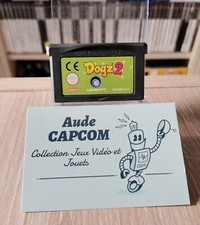 CE
Dogz 2
Aude
CAPCOM
Collection Jeux Vidéo et
Jouets